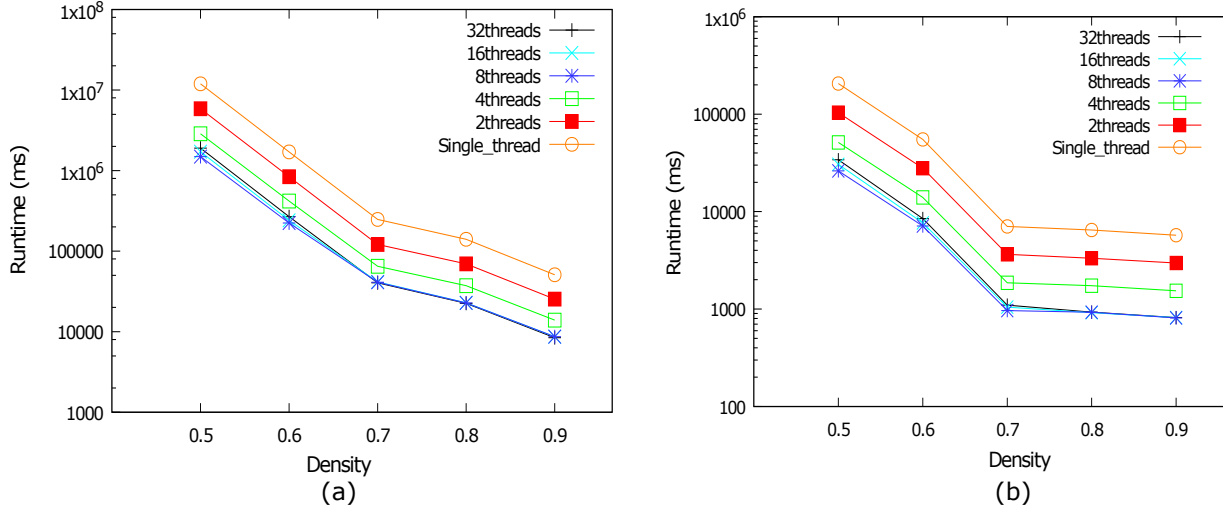 1x10^8
1x10^7
1x10^6
100000
10000
1000
Runtime (ms)
32threads
16threads
8threads
4threads
2threads
Single_thread
0.5 0.6 0.7 0.8 0.9
Density
(a)
1x10^6
100000
10000
1000
100
Runtime (ms)
32threads
16threads
8threads
4threads
2threads
Single_thread
0.5 0.6 0.7 0.8 0.9
Density
(b)